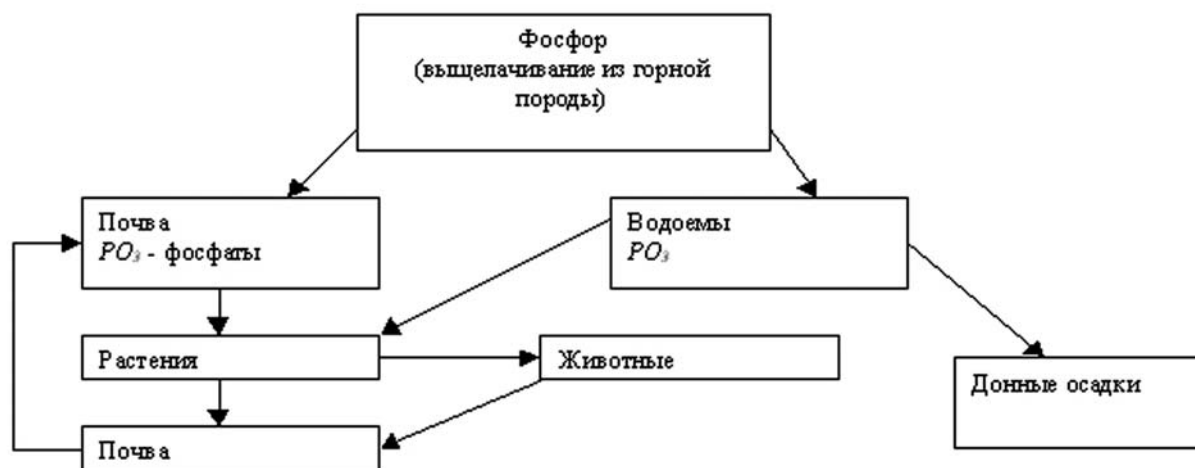 Фосфор
(выщелачивание из горной
породы)
Почва
PO₃ - фосфаты
Водоемы
PO₃
Растения
Животные
Донные осадки
Почва